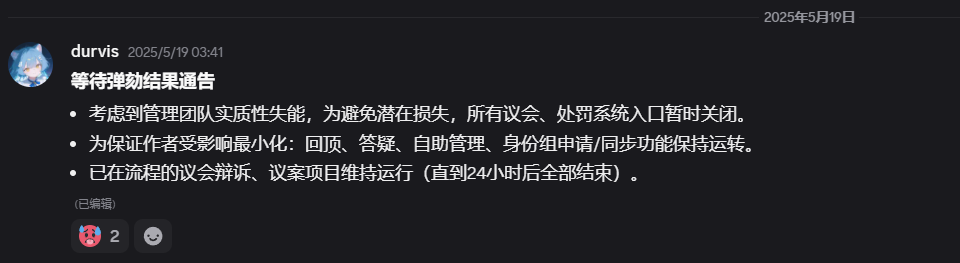 2025年5月19日
durvis 2025/5/19 03:41
等待弹劾结果通告
• 考虑到管理团队实质性失能，为避免潜在损失，所有议会、处罚系统入口暂时关闭。
• 为保证作者受影响最小化：回顶、答疑、自助管理、身份组申请/同步功能保持运转。
• 已在流程的议会辩诉、议案项目维持运行（直到24小时后全部结束）。
(已编辑)
2